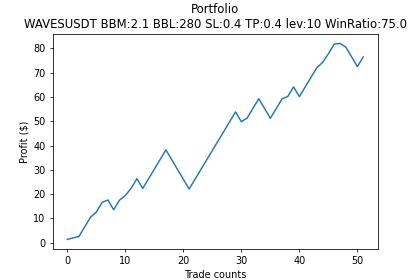 Portfolio
WAVESUSDT BBM:2.1 BBL:280 SL:0.4 TP:0.4 lev:10 WinRatio:75.0
80
70
60
50
40
30
20
10
0
Profit ($)
0 10 20 30 40 50
Trade counts